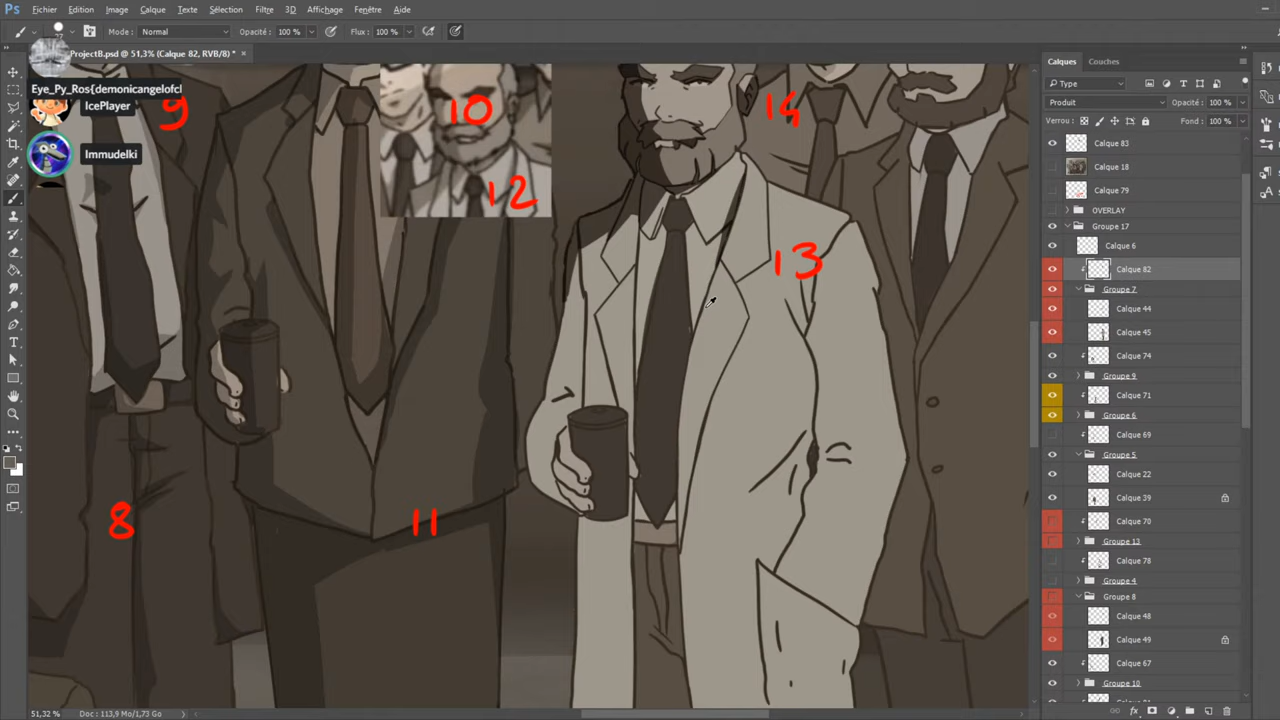 Ps Fichier Edition Image Calque Texte Sélection Filtre 3D Affichage Fenêtre Aide
27 Mode : Normal Opacité : 100 % Flux : 100 %
ProjectB.psd @ 51,3% (Calque 82, RVB/8) *
Eye_Py_Ros{demonicangelofcl
IcePlayer
Immudelki
9
10
12
14
13
8
11
Calques Couches
Type
Produit Opacité : 100 %
Verrou : Fond : 100 %
Calque 83
Calque 18
Calque 79
OVERLAY
Groupe 17
Calque 6
Calque 82
Groupe 7
Calque 44
Calque 45
Calque 74
Groupe 9
Calque 71
Groupe 6
Calque 69
Groupe 5
Calque 22
Calque 39
Calque 70
Groupe 13
Calque 78
Groupe 4
Groupe 8
Calque 48
Calque 49
Calque 67
Groupe 10
fx
51,32 % Doc : 113,9 Mo/1,73 Go